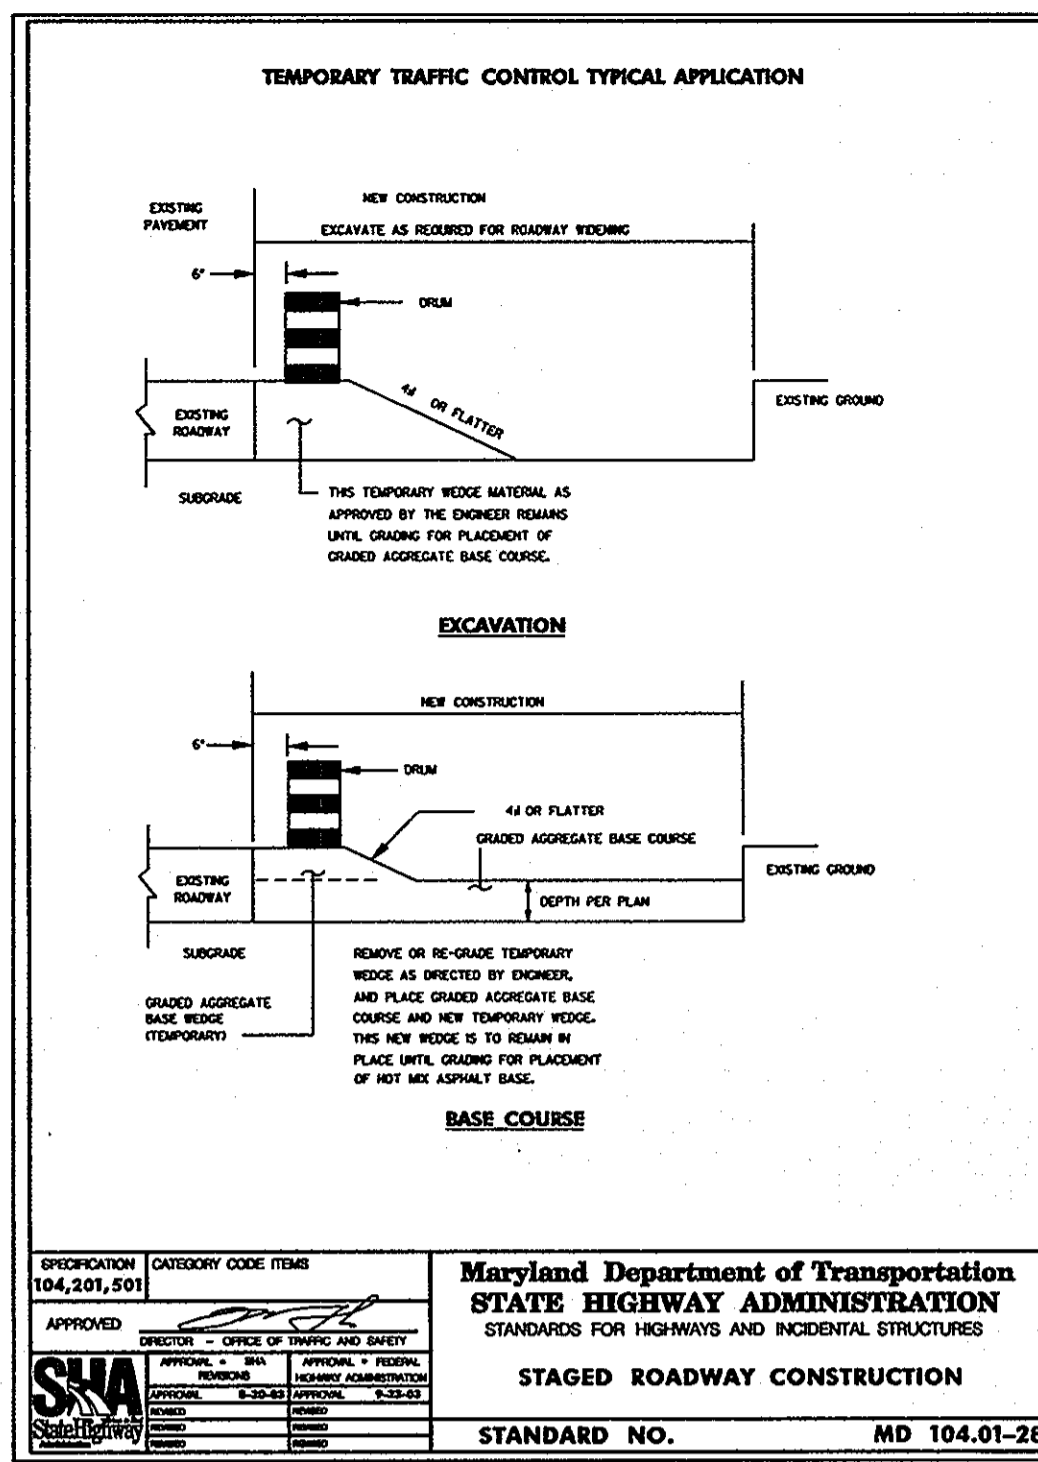 TEMPORARY TRAFFIC CONTROL TYPICAL APPLICATION
EXISTING
PAVEMENT
NEW CONSTRUCTION
EXCAVATE AS REQUIRED FOR ROADWAY WIDENING
6"
DRUM
4:1 OR FLATTER
EXISTING
ROADWAY
EXISTING GROUND
SUBGRADE
THIS TEMPORARY WEDGE MATERIAL AS
APPROVED BY THE ENGINEER REMAINS
UNTIL GRADING FOR PLACEMENT OF
GRADED AGGREGATE BASE COURSE.
EXCAVATION
NEW CONSTRUCTION
6"
DRUM
4:1 OR FLATTER
GRADED AGGREGATE BASE COURSE
EXISTING
ROADWAY
EXISTING GROUND
DEPTH PER PLAN
SUBGRADE
GRADED AGGREGATE
BASE WEDGE
(TEMPORARY)
REMOVE OR RE-GRADE TEMPORARY
WEDGE AS DIRECTED BY ENGINEER,
AND PLACE GRADED AGGREGATE BASE
COURSE AND NEW TEMPORARY WEDGE.
THIS NEW WEDGE IS TO REMAIN IN
PLACE UNTIL GRADING FOR PLACEMENT
OF HOT MIX ASPHALT BASE.
BASE COURSE
SPECIFICATION
104,201,501
CATEGORY CODE ITEMS
APPROVED
DIRECTOR - OFFICE OF TRAFFIC AND SAFETY
SHA
State Highway
Administration
APPROVAL • SHA
REVISIONS
APPROVAL • FEDERAL
HIGHWAY ADMINISTRATION
APPROVAL
APPROVAL
REVISED
REVISED
REVISED
REVISED
REVISED
REVISED
Maryland Department of Transportation
STATE HIGHWAY ADMINISTRATION
STANDARDS FOR HIGHWAYS AND INCIDENTAL STRUCTURES
STAGED ROADWAY CONSTRUCTION
STANDARD NO. MD 104.01-28